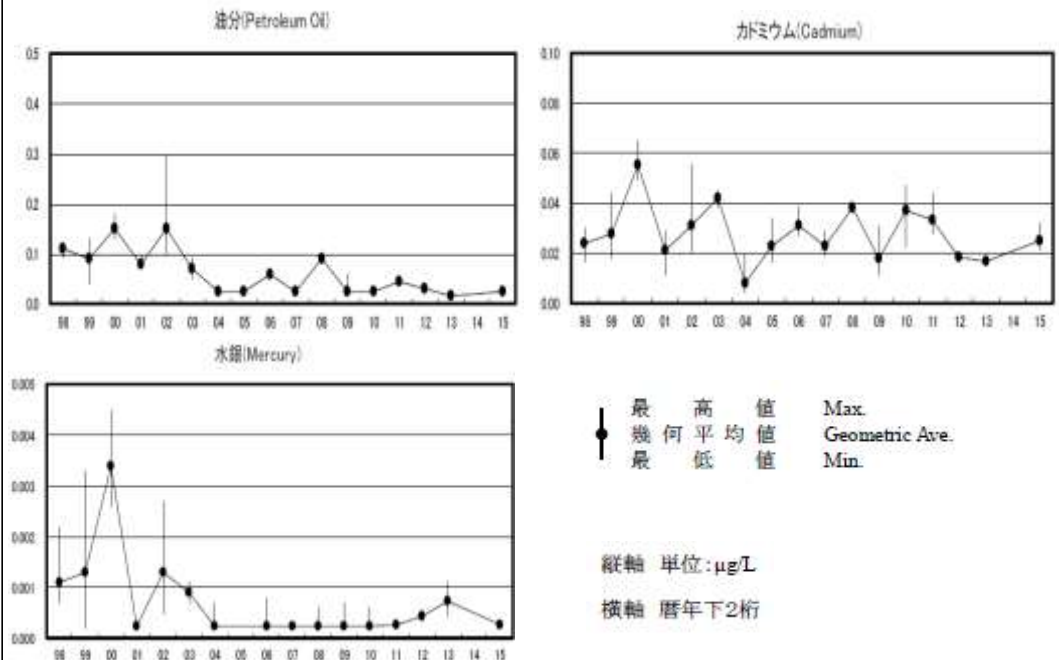 油分(Petroleum Oil)
0.5
0.4
0.3
0.2
0.1
0.0
98 99 00 01 02 03 04 05 06 07 08 09 10 11 12 13 14 15
カドミウム(Cadmium)
0.10
0.08
0.06
0.04
0.02
0.00
98 99 00 01 02 03 04 05 06 07 08 09 10 11 12 13 14 15
水銀(Mercury)
0.005
0.004
0.003
0.002
0.001
0.000
98 99 00 01 02 03 04 05 06 07 08 09 10 11 12 13 14 15
最高値 Max.
幾何平均値 Geometric Ave.
最低値 Min.
縦軸 単位:μg/L
横軸 暦年下2桁